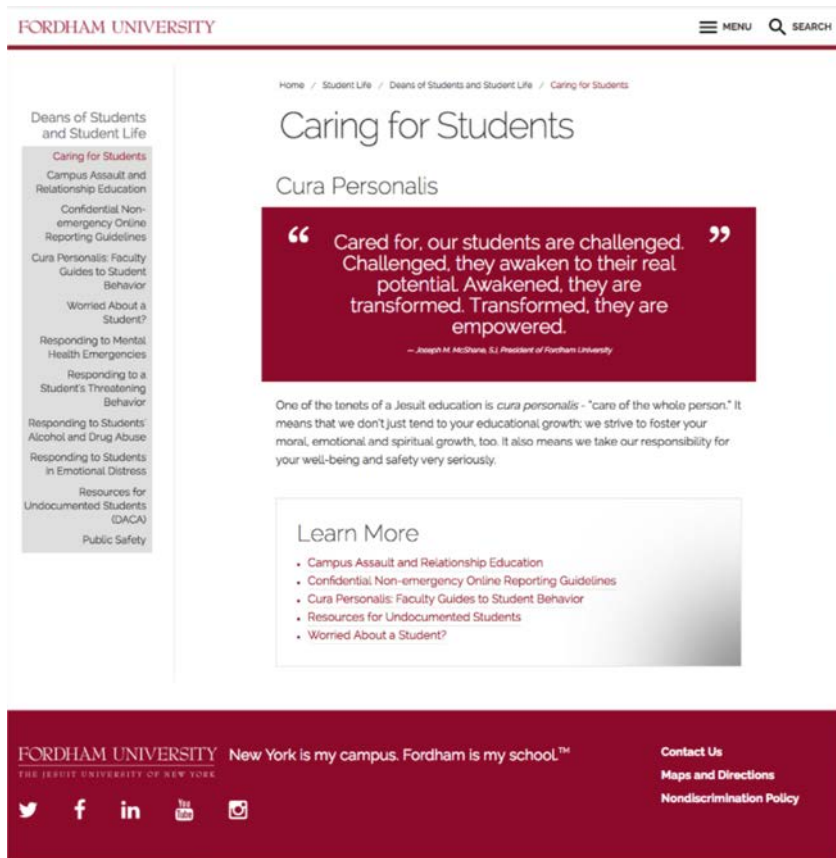 FORDHAM UNIVERSITY
MENU
SEARCH
Home / Student Life / Deans of Students and Student Life / Caring for Students
Deans of Students
and Student Life
Caring for Students
Campus Assault and
Relationship Education
Confidential Non-
emergency Online
Reporting Guidelines
Cura Personalis: Faculty
Guides to Student
Behavior
Worried About a
Student?
Responding to Mental
Health Emergencies
Responding to a
Student's Threatening
Behavior
Responding to Students'
Alcohol and Drug Abuse
Responding to Students
in Emotional Distress
Resources for
Undocumented Students
(DACA)
Public Safety
Caring for Students
Cura Personalis
“ Cared for, our students are challenged. ”
Challenged, they awaken to their real
potential. Awakened, they are
transformed. Transformed, they are
empowered.
— Joseph M. McShane, S.J, President of Fordham University
One of the tenets of a Jesuit education is cura personalis - "care of the whole person." It
means that we don't just tend to your educational growth; we strive to foster your
moral, emotional and spiritual growth, too. It also means we take our responsibility for
your well-being and safety very seriously.
Learn More
• Campus Assault and Relationship Education
• Confidential Non-emergency Online Reporting Guidelines
• Cura Personalis: Faculty Guides to Student Behavior
• Resources for Undocumented Students
• Worried About a Student?
FORDHAM UNIVERSITY
THE JESUIT UNIVERSITY OF NEW YORK
New York is my campus. Fordham is my school.™
Contact Us
Maps and Directions
Nondiscrimination Policy
You
Tube